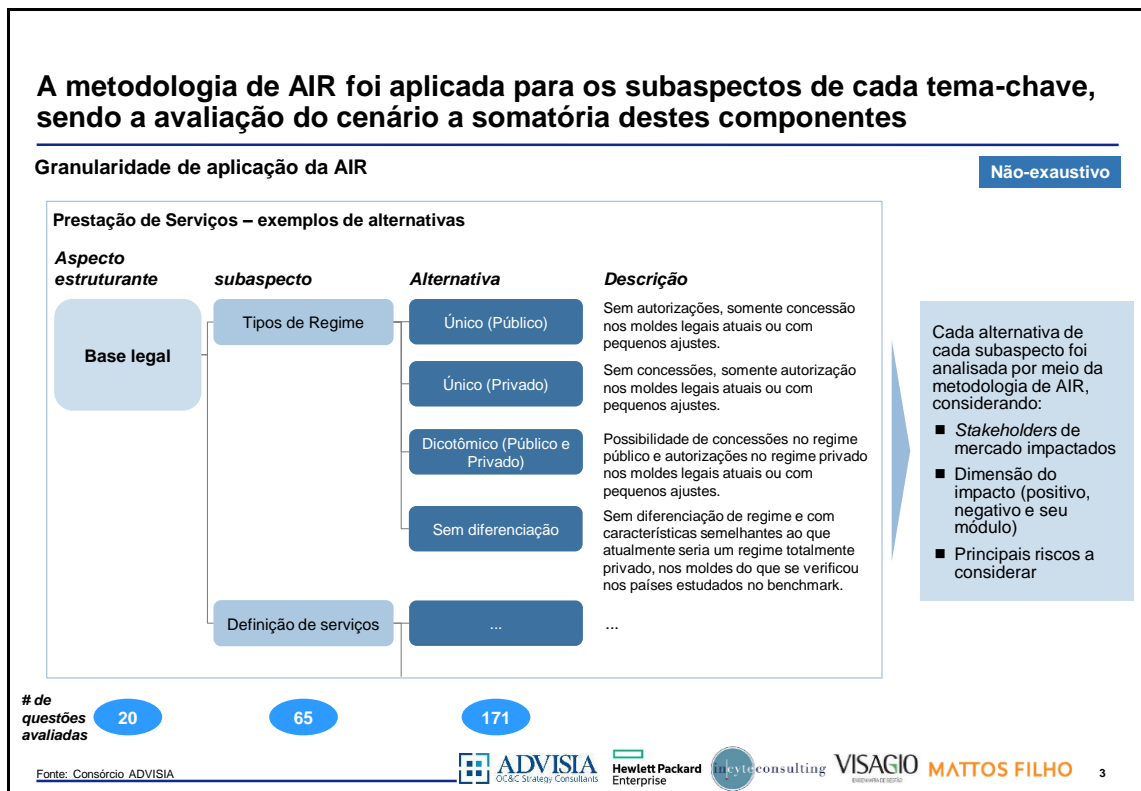 A metodologia de AIR foi aplicada para os subaspectos de cada tema-chave,
sendo a avaliação do cenário a somatória destes componentes
Granularidade de aplicação da AIR
Não-exaustivo
Prestação de Serviços – exemplos de alternativas
Aspecto
estruturante
subaspecto
Alternativa
Descrição
Base legal
Tipos de Regime
Único (Público)
Sem autorizações, somente concessão
nos moldes legais atuais ou com
pequenos ajustes.
Único (Privado)
Sem concessões, somente autorização
nos moldes legais atuais ou com
pequenos ajustes.
Dicotômico (Público e
Privado)
Possibilidade de concessões no regime
público e autorizações no regime privado
nos moldes legais atuais ou com
pequenos ajustes.
Sem diferenciação
Sem diferenciação de regime e com
características semelhantes ao que
atualmente seria um regime totalmente
privado, nos moldes do que se verificou
nos países estudados no benchmark.
Definição de serviços
...
...
Cada alternativa de
cada subaspecto foi
analisada por meio da
metodologia de AIR,
considerando:
■ Stakeholders de
mercado impactados
■ Dimensão do
impacto (positivo,
negativo e seu
módulo)
■ Principais riscos a
considerar
# de
questões
avaliadas
20
65
171
Fonte: Consórcio ADVISIA
ADVISIA
OC&C Strategy Consultants
Hewlett Packard
Enterprise
incyteconsulting
VISAGIO
ENGENHARIA DE GESTÃO
MATTOS FILHO
3